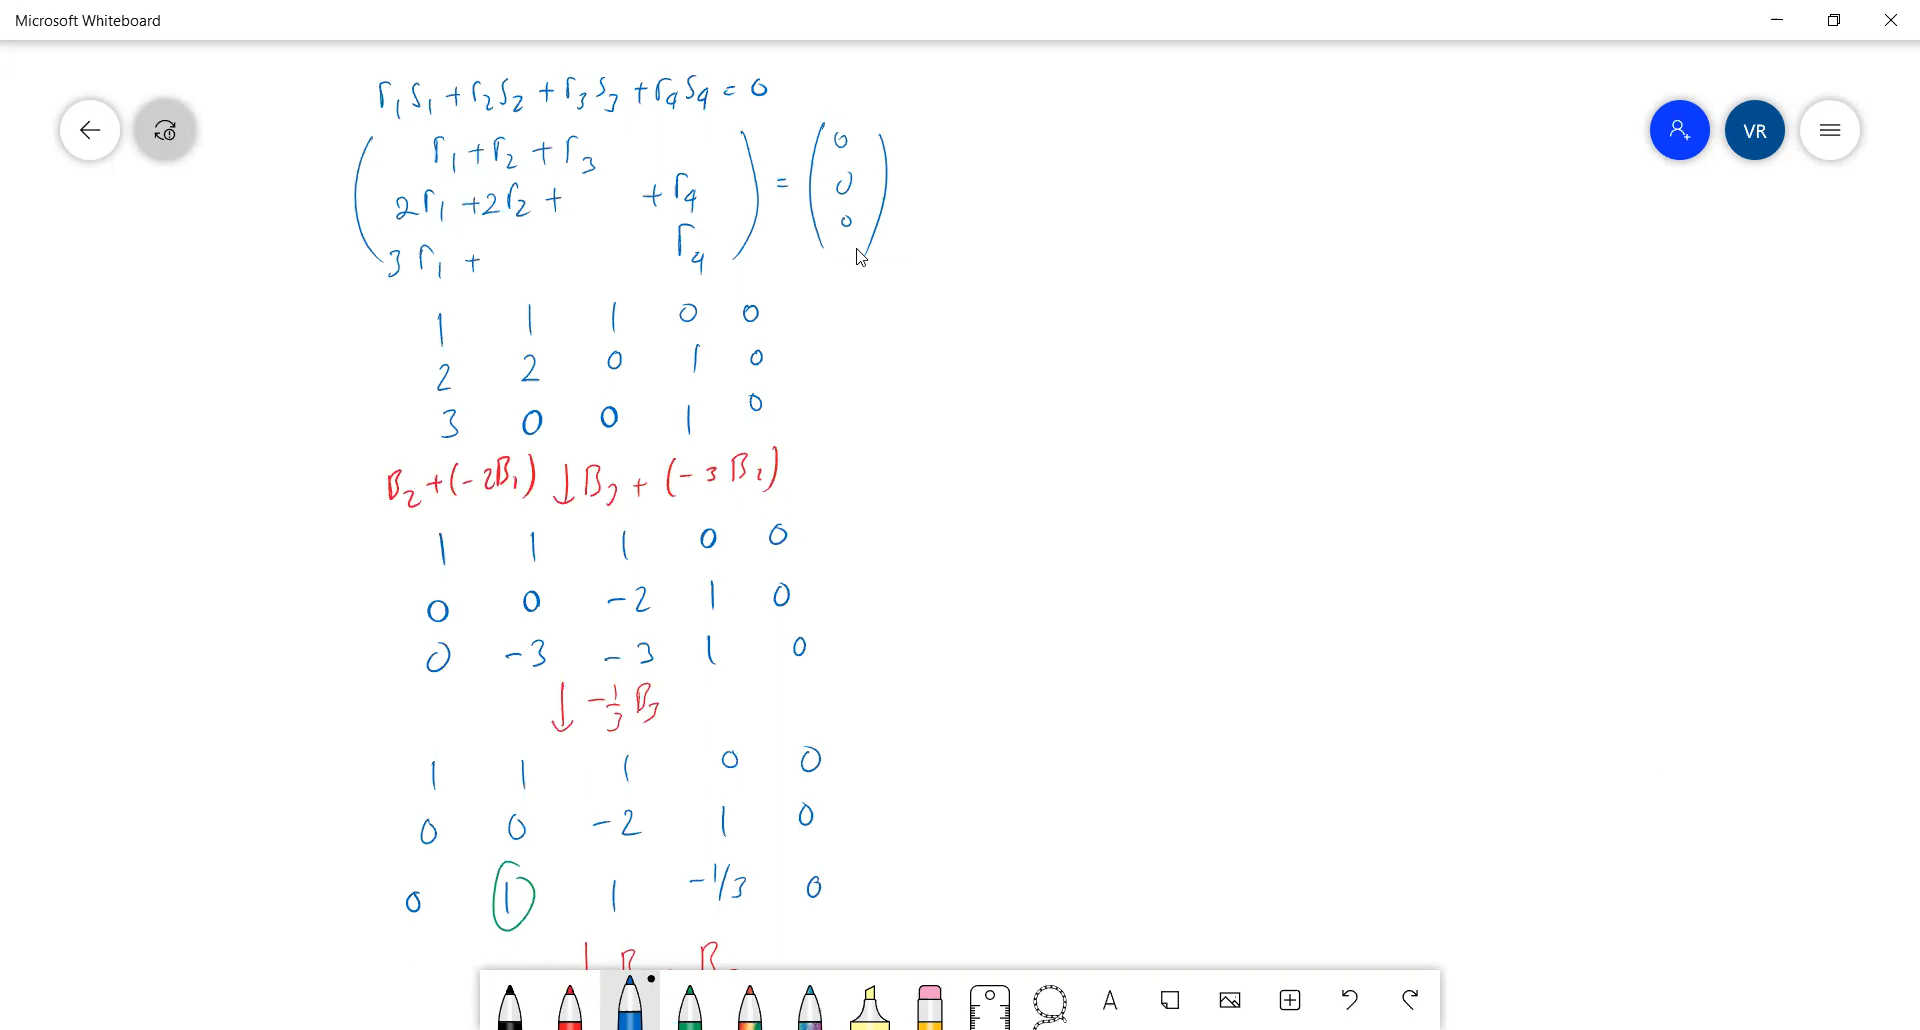 Microsoft Whiteboard
VR
r₁s₁ + r₂s₂ + r₃s₃ + r₄s₄ = 0
r₁ + r₂ + r₃
2r₁ + 2r₂ + + r₄
3r₁ + r₄
= 0 0 0
1 1 1 0 0
2 2 0 1 0
3 0 0 1 0
B₂ + (-2B₁) ↓ B₃ + (-3B₁)
1 1 1 0 0
0 0 -2 1 0
0 -3 -3 1 0
↓ -1/3 B₃
1 1 1 0 0
0 0 -2 1 0
0 1 1 -1/3 0